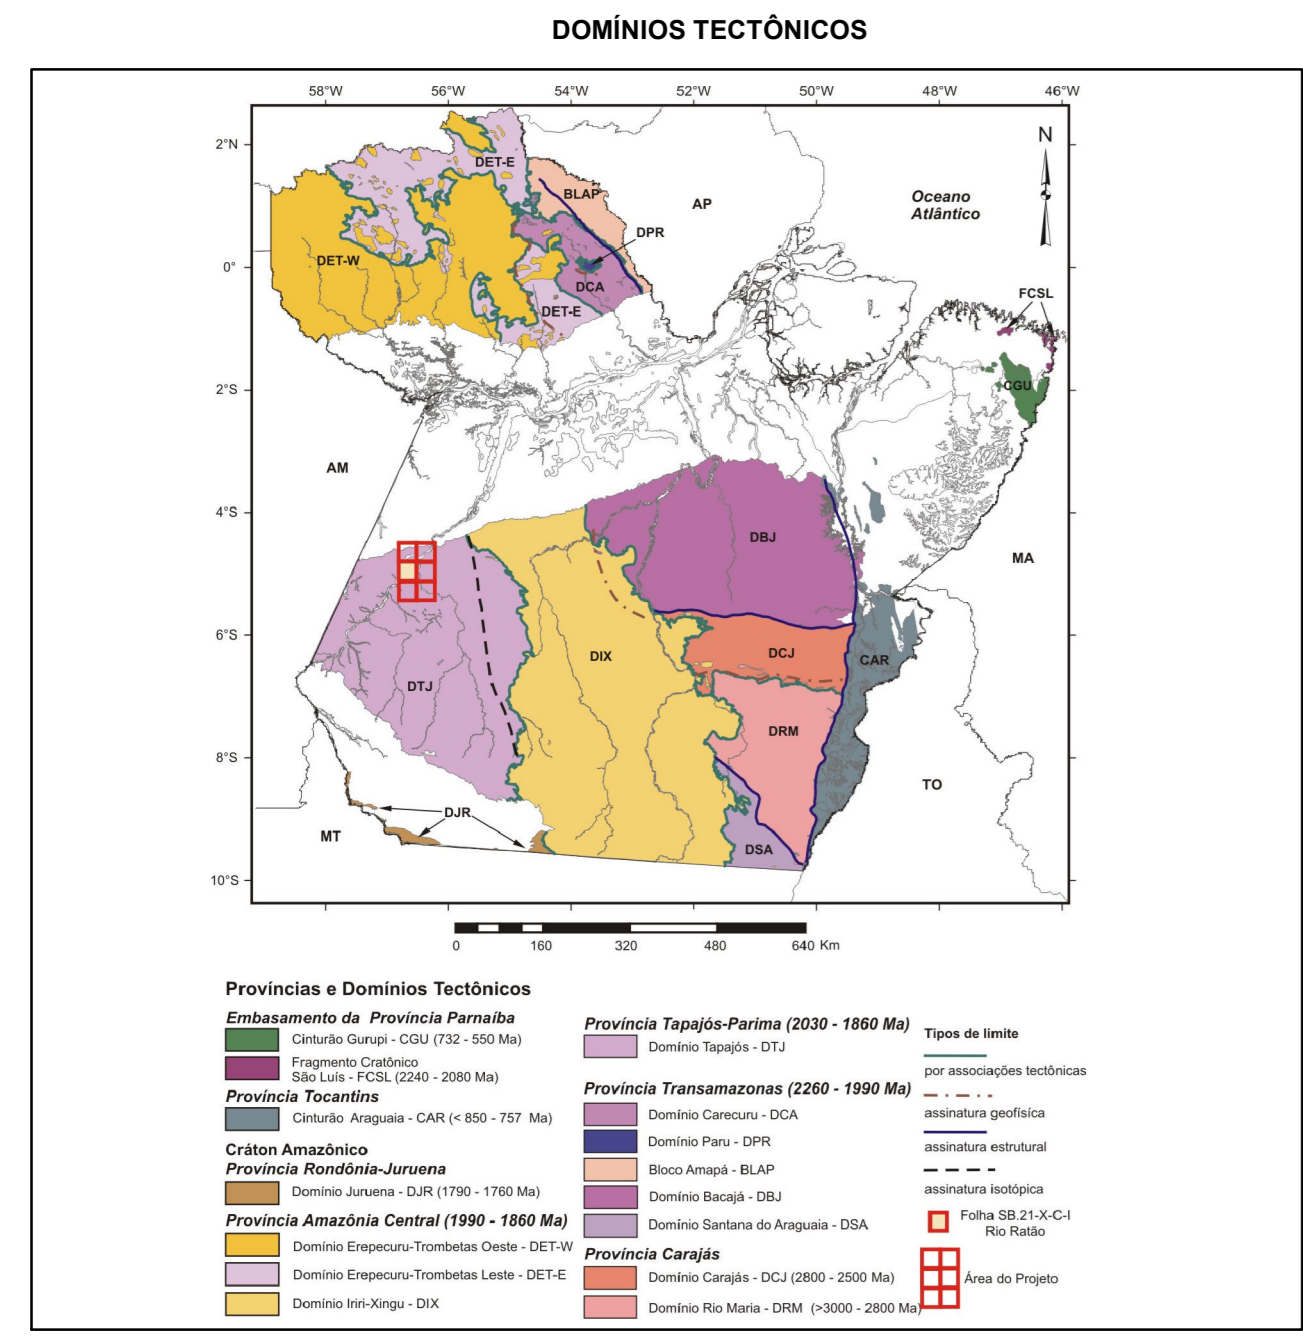 DOMÍNIOS TECTÔNICOS
58°W 56°W 54°W 52°W 50°W 48°W 46°W
2°N
0°
2°S
4°S
6°S
8°S
10°S
N
DET-E
BLAP
AP
Oceano
Atlântico
DPR
DET-W
DCA
DET-E
FCSL
CGU
AM
DBJ
MA
DIX
DCJ
CAR
DTJ
DRM
TO
DJR
MT
DSA
0 160 320 480 640 Km
Províncias e Domínios Tectônicos
Embasamento da Província Parnaíba
Cinturão Gurupi - CGU (732 - 550 Ma)
Fragmento Cratônico
São Luís - FCSL (2240 - 2080 Ma)
Província Tocantins
Cinturão Araguaia - CAR (< 850 - 757 Ma)
Cráton Amazônico
Província Rondônia-Juruena
Domínio Juruena - DJR (1790 - 1760 Ma)
Província Amazônia Central (1990 - 1860 Ma)
Domínio Erepecuru-Trombetas Oeste - DET-W
Domínio Erepecuru-Trombetas Leste - DET-E
Domínio Iriri-Xingu - DIX
Província Tapajós-Parima (2030 - 1860 Ma)
Domínio Tapajós - DTJ
Província Transamazonas (2260 - 1990 Ma)
Domínio Carecuru - DCA
Domínio Paru - DPR
Bloco Amapá - BLAP
Domínio Bacajá - DBJ
Domínio Santana do Araguaia - DSA
Província Carajás
Domínio Carajás - DCJ (2800 - 2500 Ma)
Domínio Rio Maria - DRM (>3000 - 2800 Ma)
Tipos de limite
por associações tectônicas
assinatura geofísica
assinatura estrutural
assinatura isotópica
Folha SB.21-X-C-I
Rio Ratão
Área do Projeto